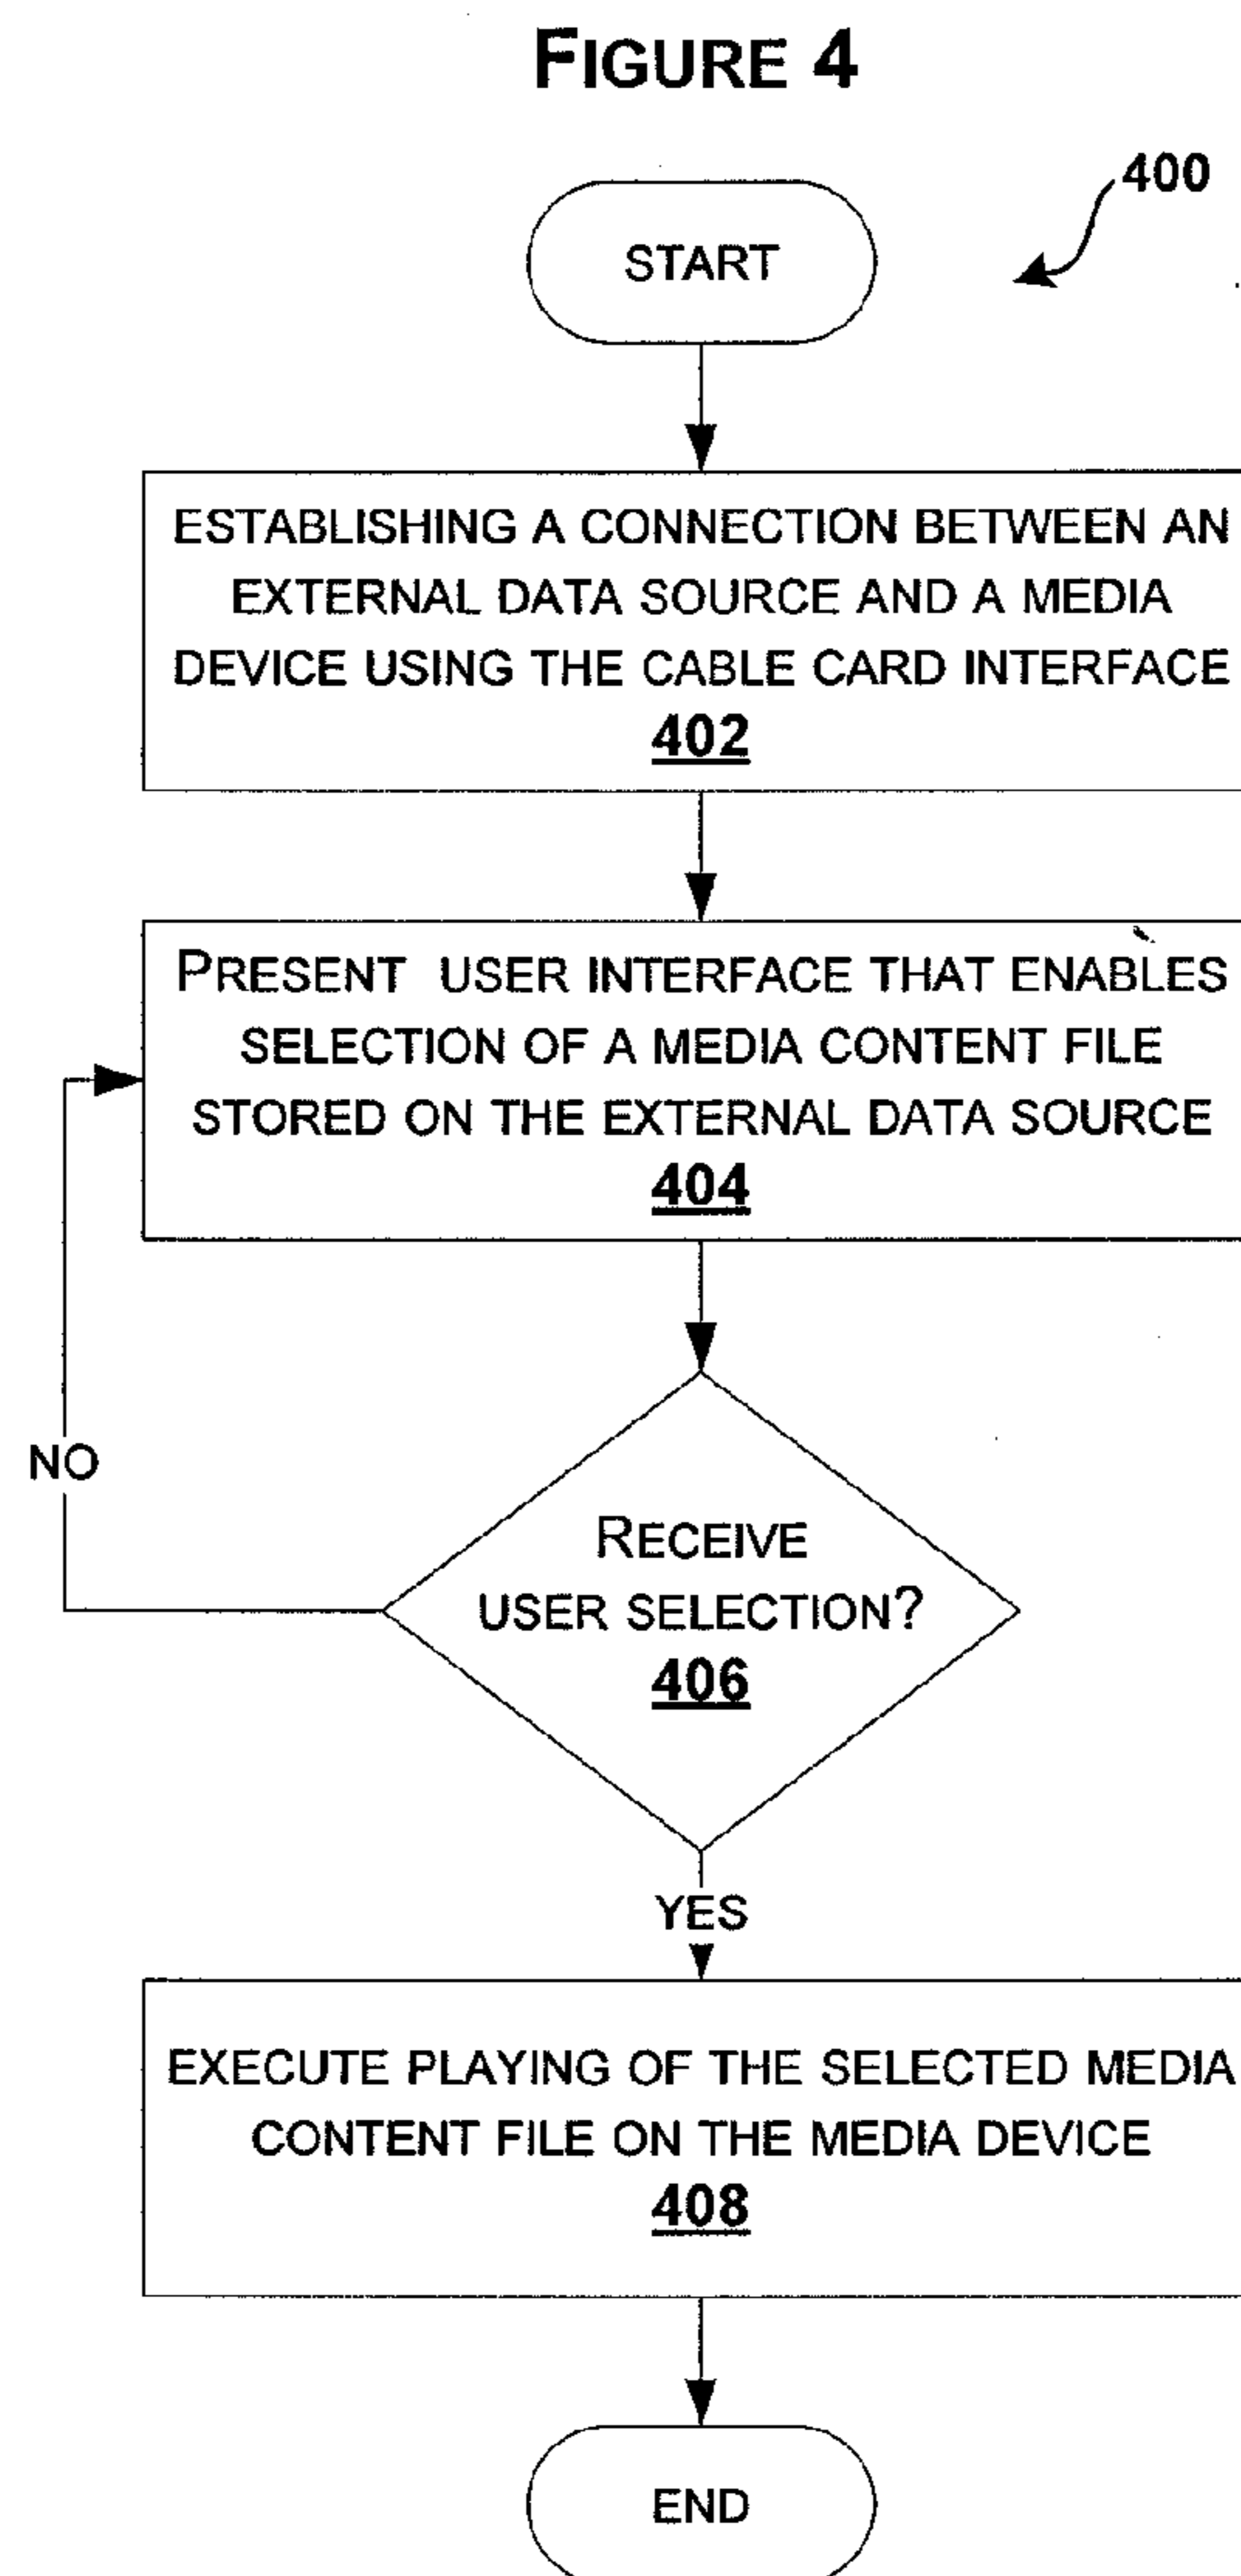 FIGURE 4
400
START
ESTABLISHING A CONNECTION BETWEEN AN
EXTERNAL DATA SOURCE AND A MEDIA
DEVICE USING THE CABLE CARD INTERFACE
402
PRESENT USER INTERFACE THAT ENABLES
SELECTION OF A MEDIA CONTENT FILE
STORED ON THE EXTERNAL DATA SOURCE
404
NO
RECEIVE
USER SELECTION?
406
YES
EXECUTE PLAYING OF THE SELECTED MEDIA
CONTENT FILE ON THE MEDIA DEVICE
408
END